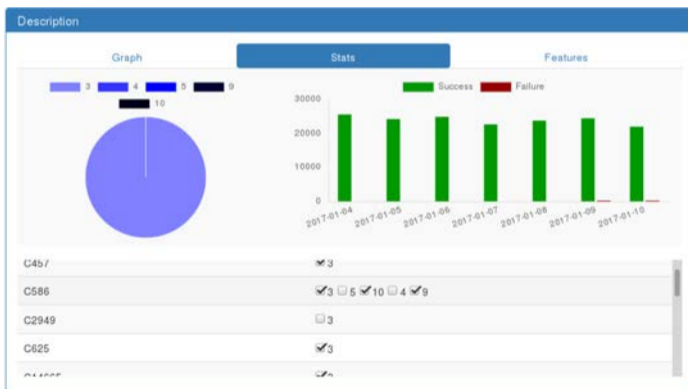 Description
Graph Stats Features
3 4 5 9
10
Success Failure
30000
20000
10000
0
2017-01-04 2017-01-05 2017-01-06 2017-01-07 2017-01-08 2017-01-09 2017-01-10
C457 3
C586 3 5 10 4 9
C2949 3
C625 3